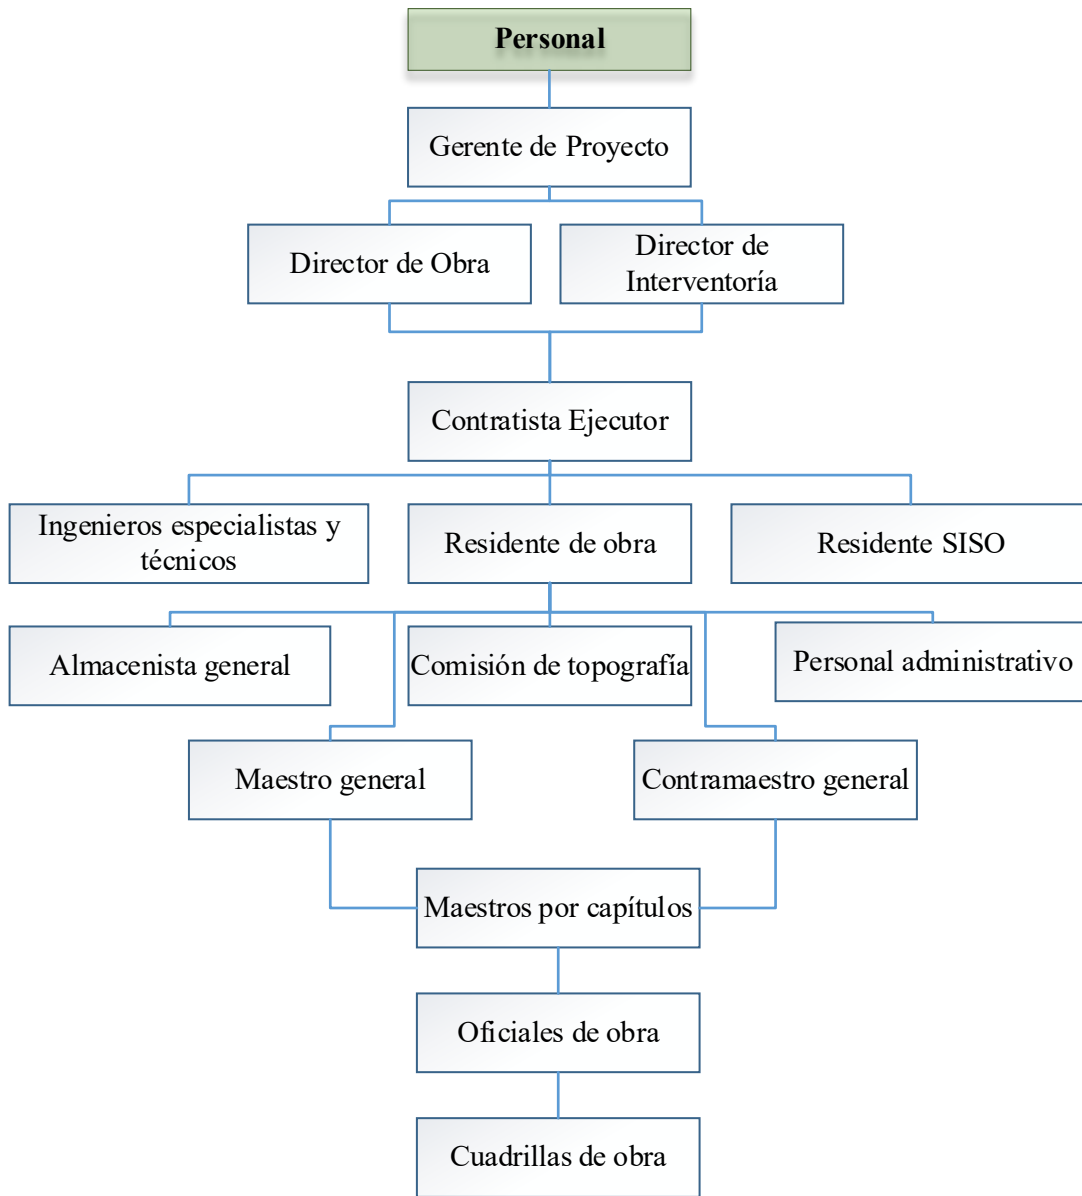 Personal
Gerente de Proyecto
Director de Obra
Director de
Interventoría
Contratista Ejecutor
Ingenieros especialistas y
técnicos
Residente de obra
Residente SISO
Almacenista general
Comisión de topografía
Personal administrativo
Maestro general
Contramaestro general
Maestros por capítulos
Oficiales de obra
Cuadrillas de obra